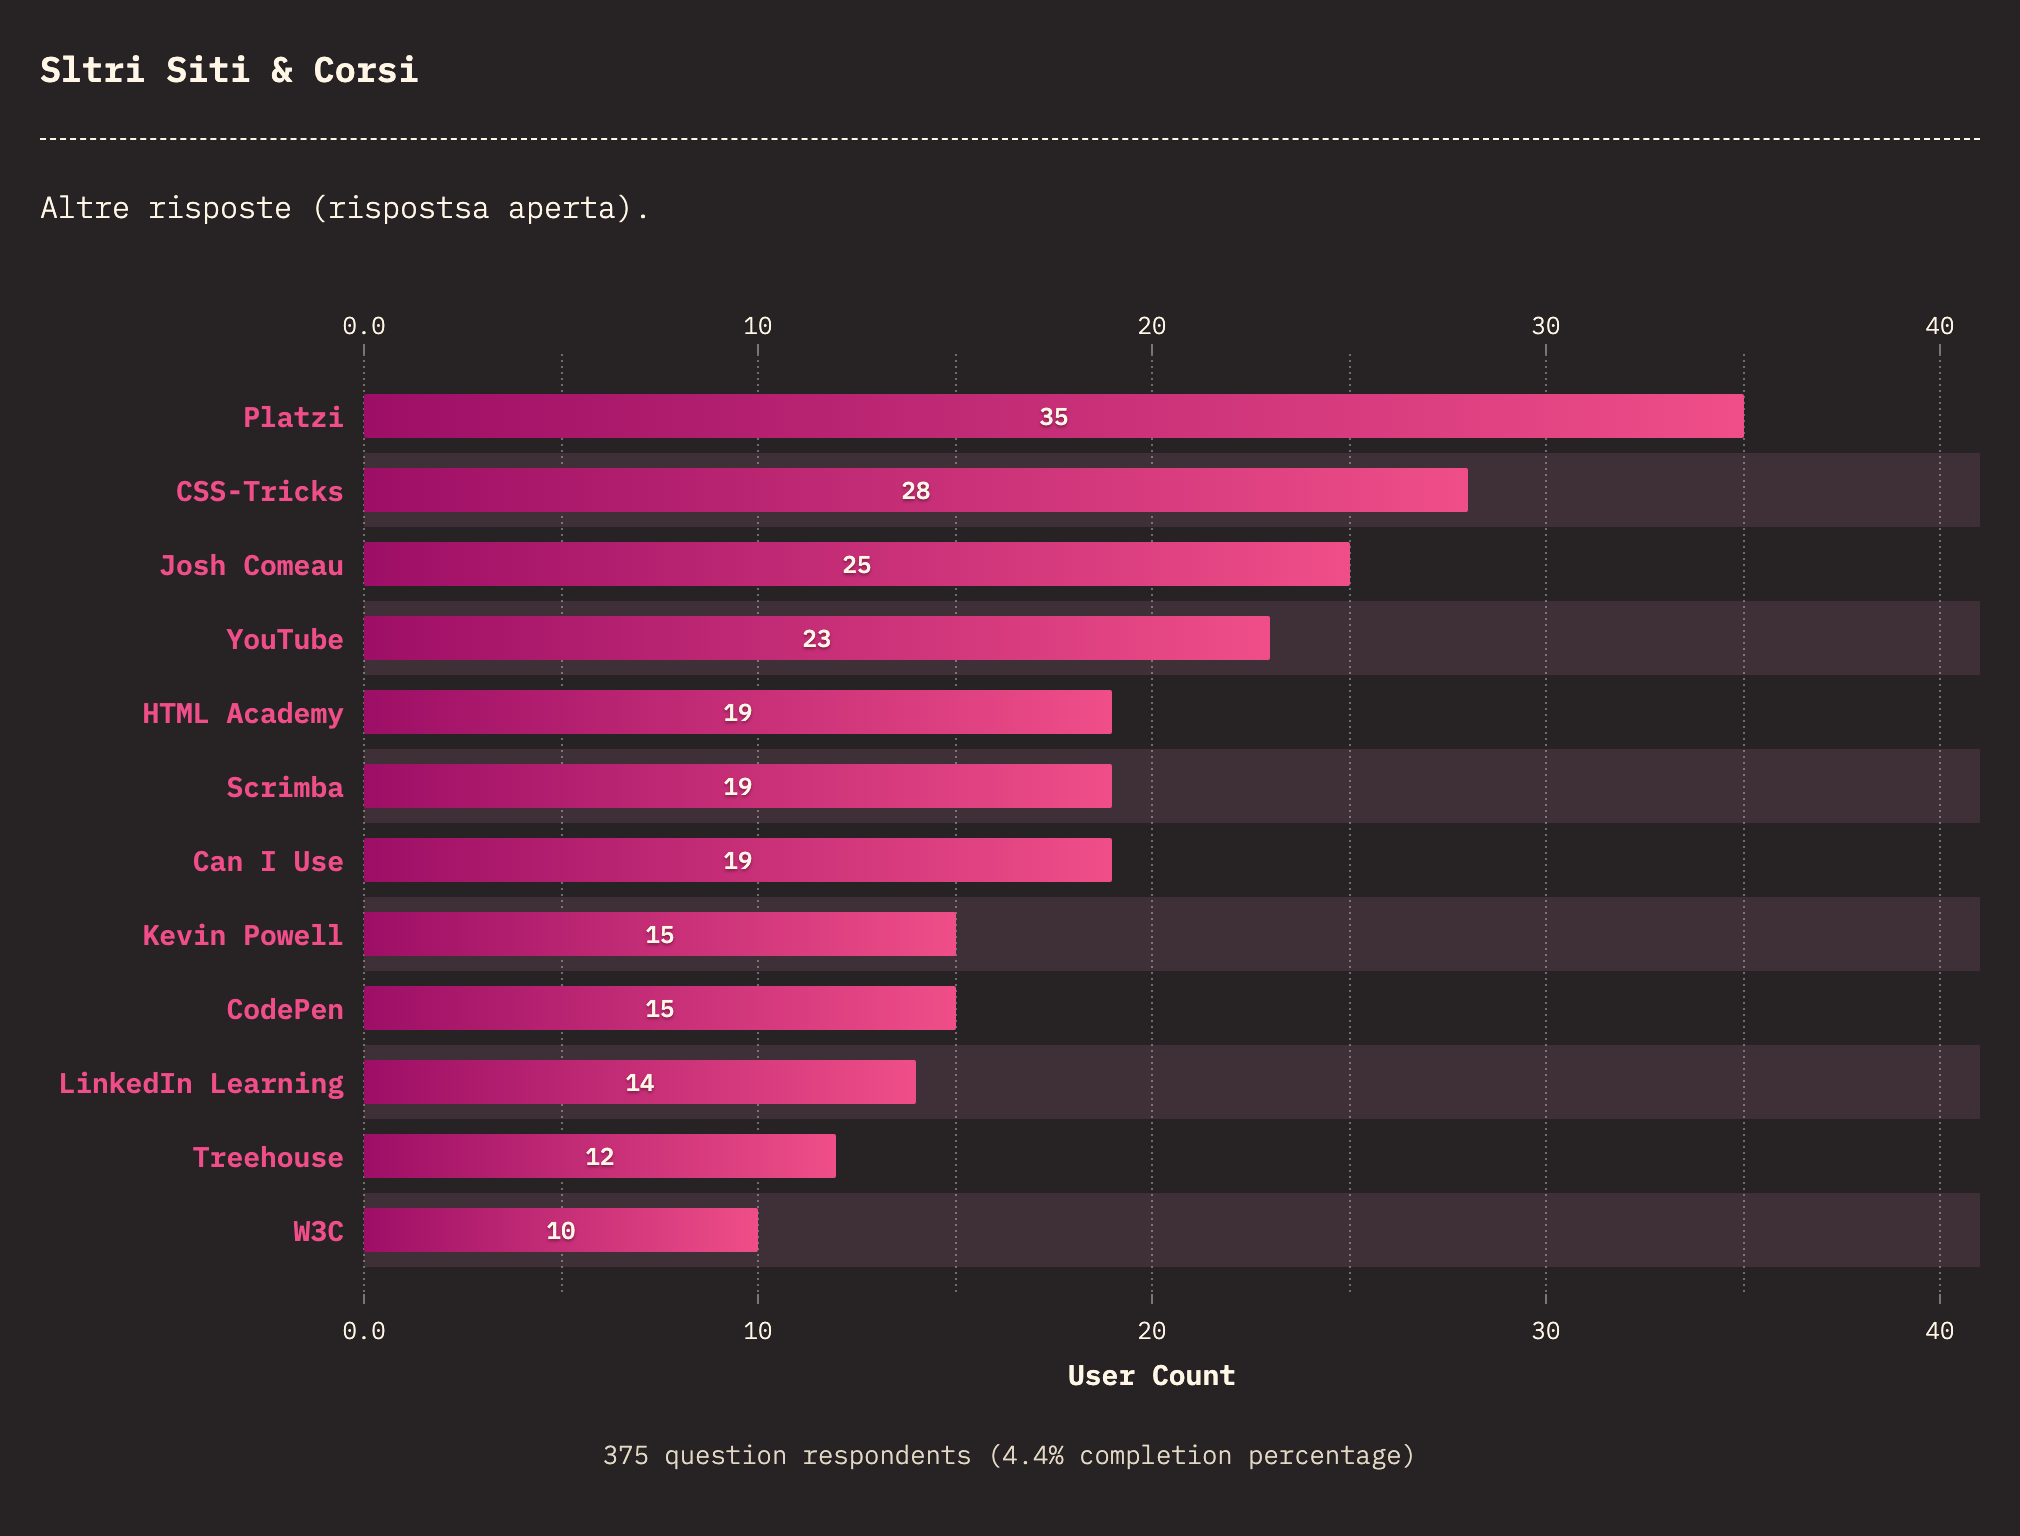 Sltri Siti & Corsi
Altre risposte (rispostsa aperta).
0.0 10 20 30 40
Platzi 35
CSS-Tricks 28
Josh Comeau 25
YouTube 23
HTML Academy 19
Scrimba 19
Can I Use 19
Kevin Powell 15
CodePen 15
LinkedIn Learning 14
Treehouse 12
W3C 10
0.0 10 20 30 40
User Count
375 question respondents (4.4% completion percentage)